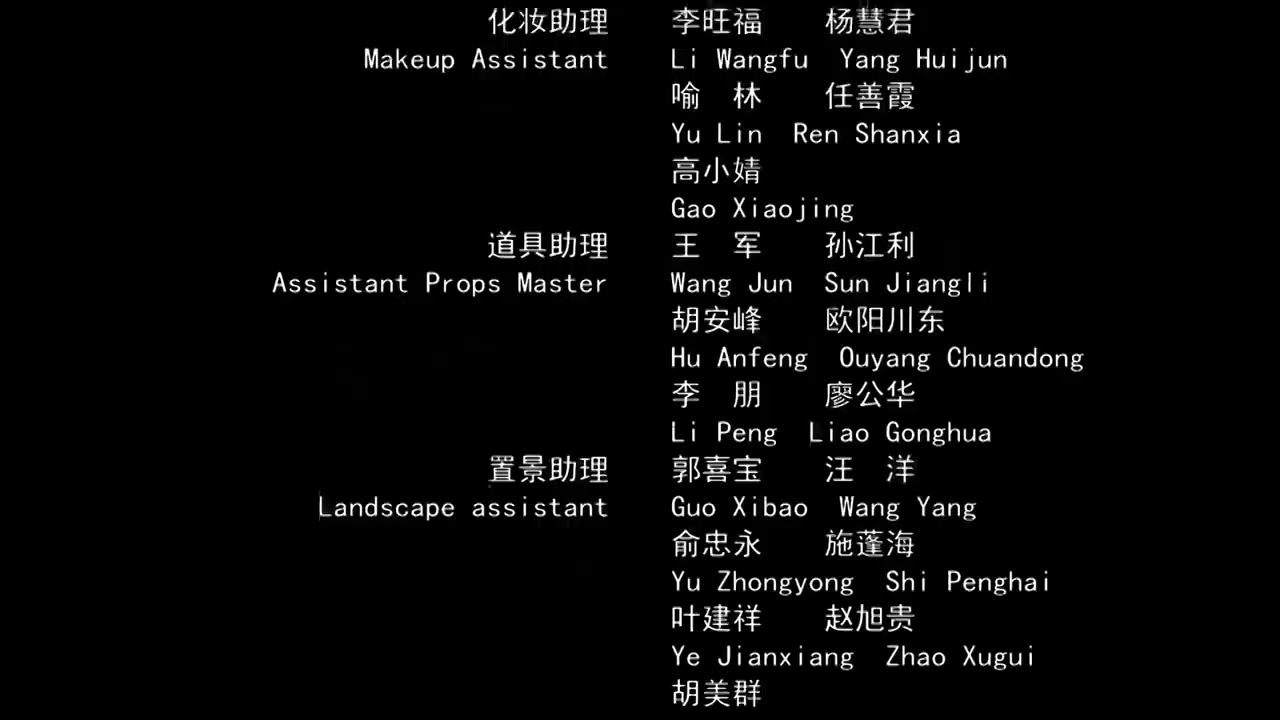 化妆助理 李旺福 杨慧君
Makeup Assistant Li Wangfu Yang Huijun
喻 林 任善霞
Yu Lin Ren Shanxia
高小婧
Gao Xiaojing
道具助理 王 军 孙江利
Assistant Props Master Wang Jun Sun Jiangli
胡安峰 欧阳川东
Hu Anfeng Ouyang Chuandong
李 朋 廖公华
Li Peng Liao Gonghua
置景助理 郭喜宝 汪 洋
Landscape assistant Guo Xibao Wang Yang
俞忠永 施蓬海
Yu Zhongyong Shi Penghai
叶建祥 赵旭贵
Ye Jianxiang Zhao Xugui
胡美群